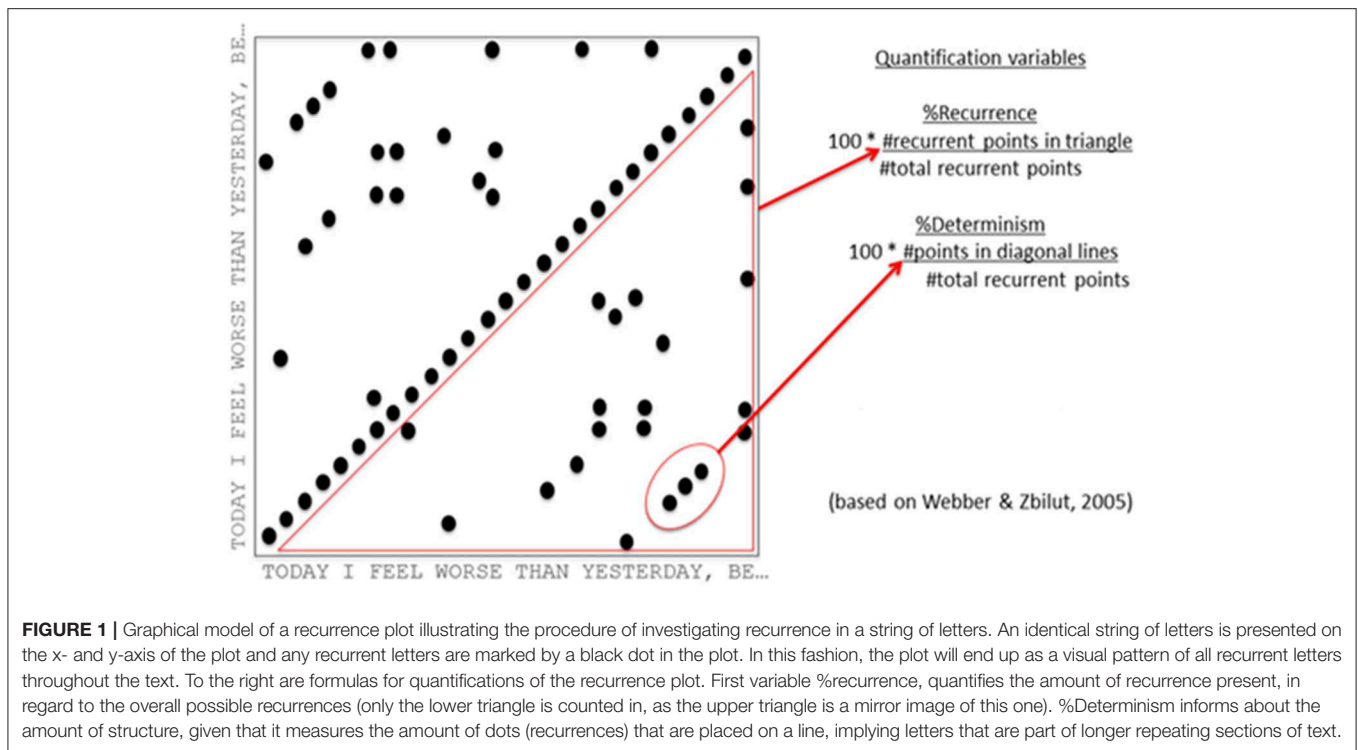 TODAY I FEEL WORSE THAN YESTERDAY, BE...
Quantification variables
%Recurrence
100 * #recurrent points in triangle
#total recurrent points
%Determinism
100 * #points in diagonal lines
#total recurrent points
(based on Webber & Zbilut, 2005)
TODAY I FEEL WORSE THAN YESTERDAY, BE...
FIGURE 1 | Graphical model of a recurrence plot illustrating the procedure of investigating recurrence in a string of letters. An identical string of letters is presented on
the x- and y-axis of the plot and any recurrent letters are marked by a black dot in the plot. In this fashion, the plot will end up as a visual pattern of all recurrent letters
throughout the text. To the right are formulas for quantifications of the recurrence plot. First variable %recurrence, quantifies the amount of recurrence present, in
regard to the overall possible recurrences (only the lower triangle is counted in, as the upper triangle is a mirror image of this one). %Determinism informs about the
amount of structure, given that it measures the amount of dots (recurrences) that are placed on a line, implying letters that are part of longer repeating sections of text.